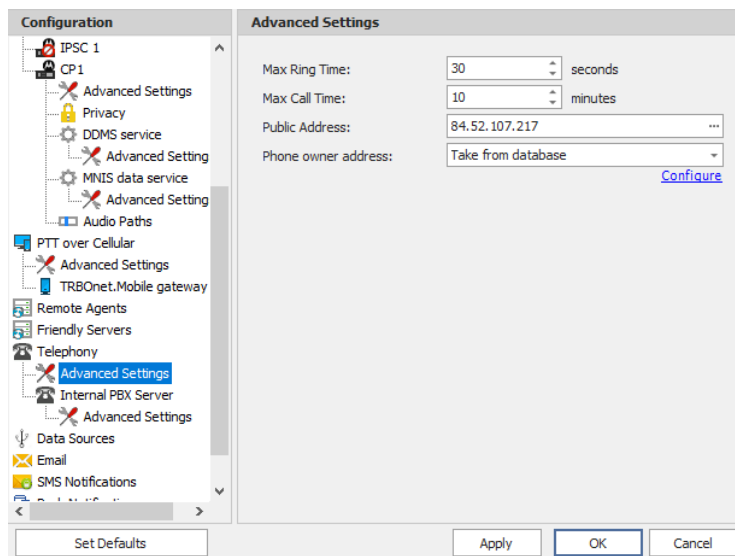 Configuration
IPSC 1
CP1
Advanced Settings
Privacy
DDMS service
Advanced Setting
MNIS data service
Advanced Setting
Audio Paths
PTT over Cellular
Advanced Settings
TRBOnet.Mobile gateway
Remote Agents
Friendly Servers
Telephony
Advanced Settings
Internal PBX Server
Advanced Settings
Data Sources
Email
SMS Notifications
Advanced Settings
Max Ring Time: 30 seconds
Max Call Time: 10 minutes
Public Address: 84.52.107.217 ...
Phone owner address: Take from database
Configure
Set Defaults
Apply
OK
Cancel